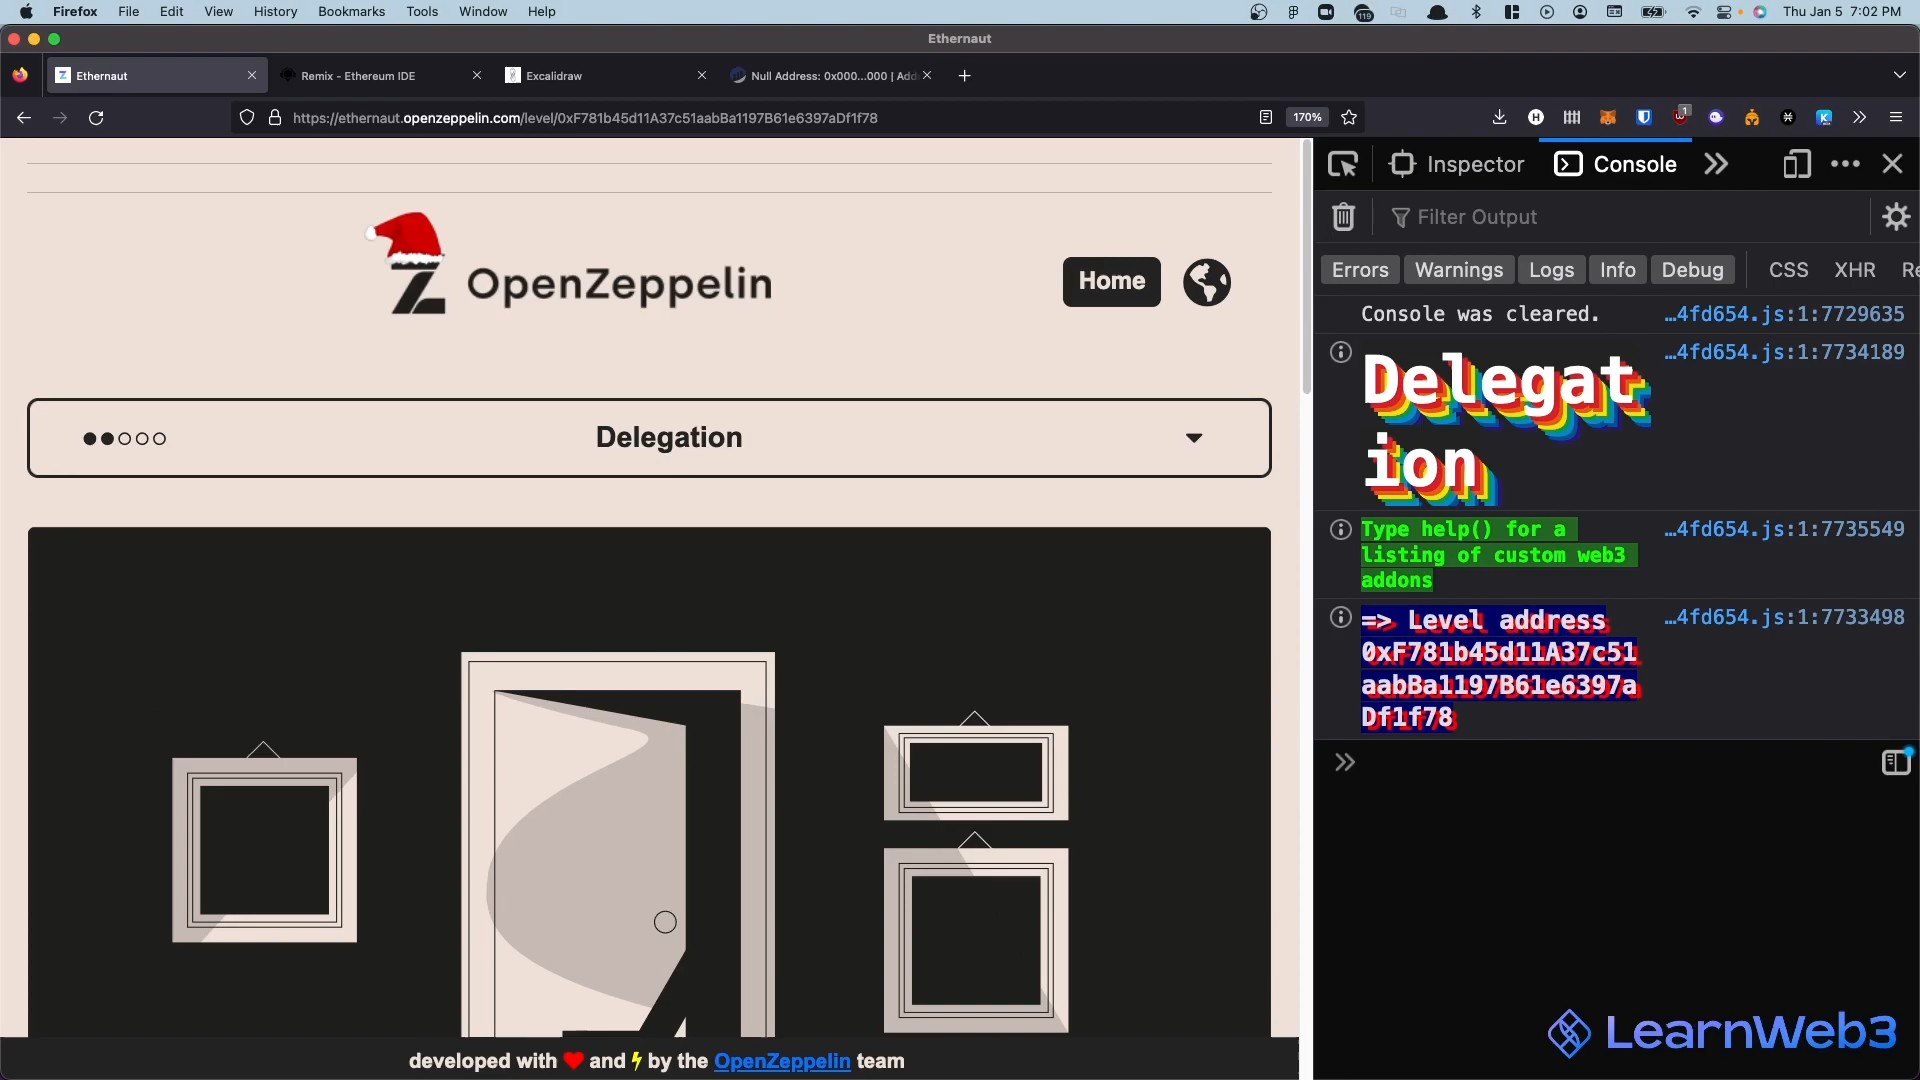 Firefox File Edit View History Bookmarks Tools Window Help
119
Thu Jan 5 7:02 PM
Ethernaut
Z Ethernaut
Remix - Ethereum IDE
Excalidraw
Null Address: 0x000...000 | Add
https://ethernaut.openzeppelin.com/level/0xF781b45d11A37c51aabBa1197B61e6397aDf1f78
170%
1
H
K
Inspector
Console
Filter Output
Errors Warnings Logs Info Debug CSS XHR Re
OpenZeppelin
Home
Delegation
Console was cleared. …4fd654.js:1:7729635
Delegat …4fd654.js:1:7734189
ion
Type help() for a …4fd654.js:1:7735549
listing of custom web3
addons
=> Level address …4fd654.js:1:7733498
0xF781b45d11A37c51
aabBa1197B61e6397a
Df1f78
developed with ❤ and ⚡ by the OpenZeppelin team
LearnWeb3